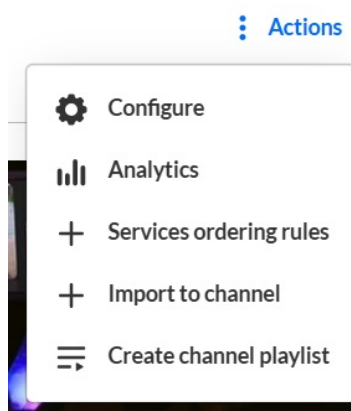 Actions
Configure
Analytics
Services ordering rules
Import to channel
Create channel playlist